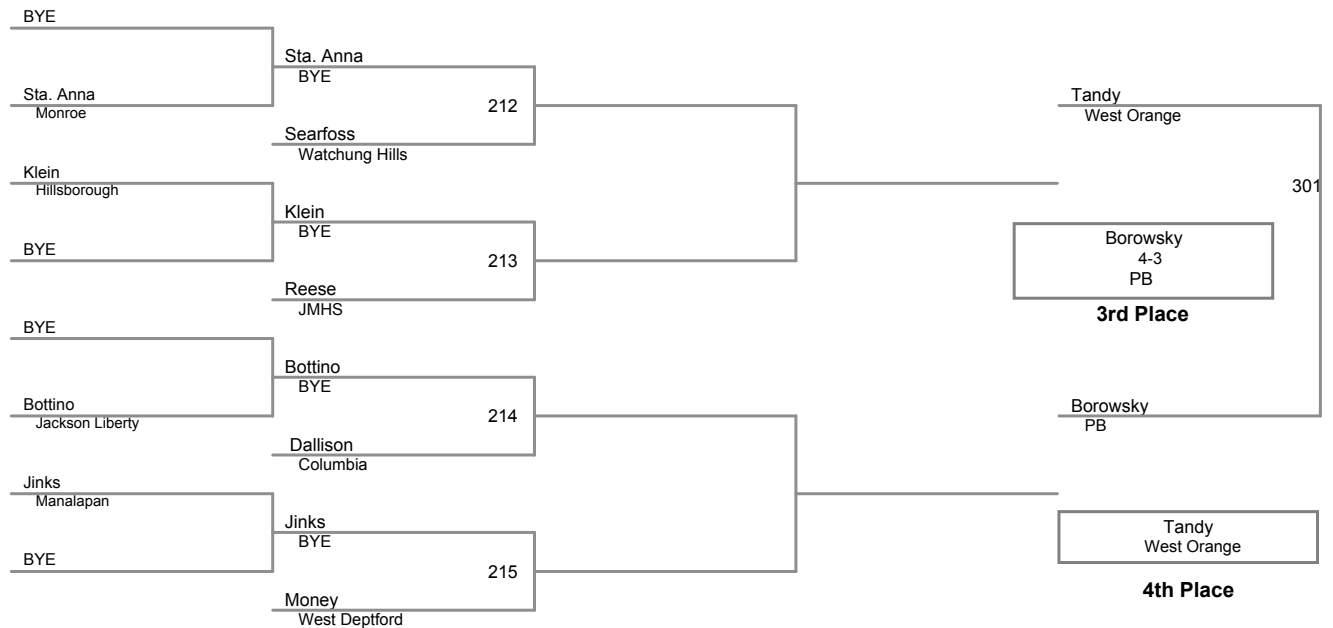 BYE
Sta. Anna
Monroe
Klein
Hillsborough
BYE
BYE
Bottino
Jackson Liberty
Jinks
Manalapan
BYE
Sta. Anna
BYE
212
Searfoss
Watchung Hills
Klein
BYE
213
Reese
JMHS
Bottino
BYE
214
Dallison
Columbia
Jinks
BYE
215
Money
West Deptford
Tandy
West Orange
301
Borowsky
4-3
PB
3rd Place
Borowsky
PB
Tandy
West Orange
4th Place